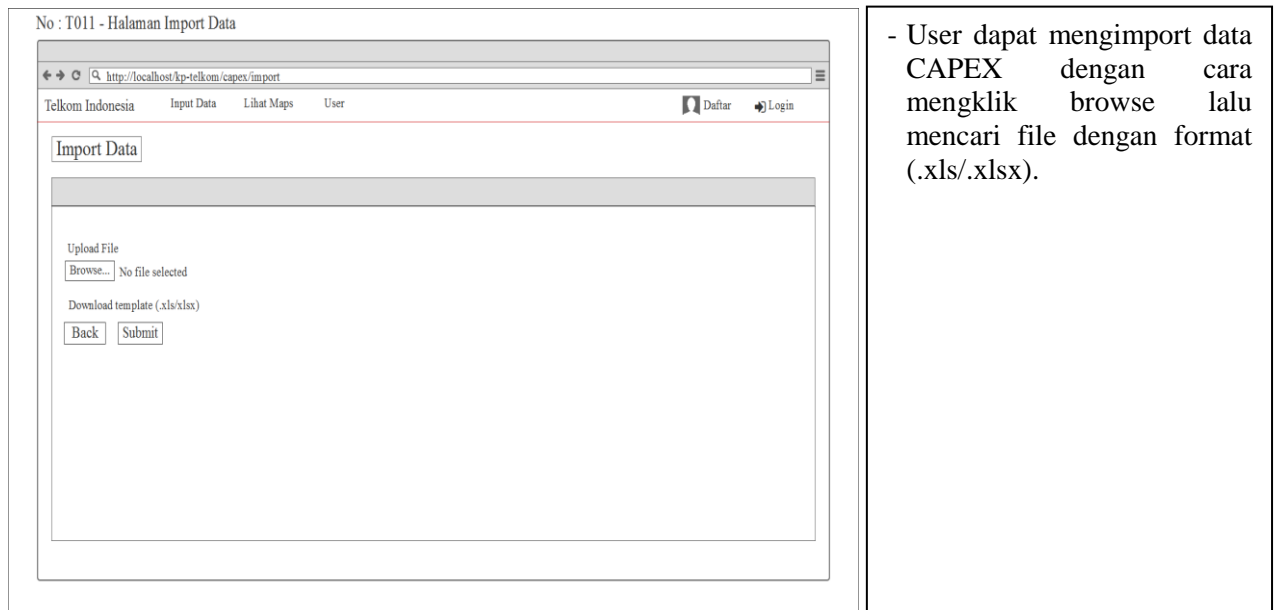 No : T011 - Halaman Import Data
http://localhost/kp-telkom/capex/import
Telkom Indonesia Input Data Lihat Maps User Daftar Login
Import Data
Upload File
Browse... No file selected
Download template (.xls/xlsx)
Back Submit
- User dapat mengimport data
CAPEX dengan cara
mengklik browse lalu
mencari file dengan format
(.xls/.xlsx).